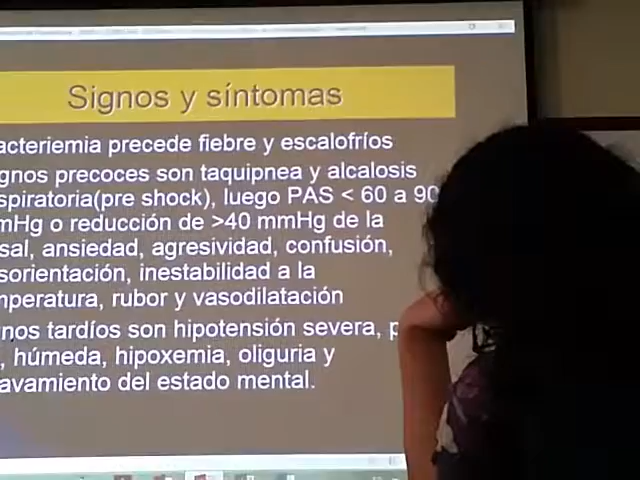 Signos y síntomas
acteriemia precede fiebre y escalofríos
gnos precoces son taquipnea y alcalosis
spiratoria(pre shock), luego PAS < 60 a 90
mHg o reducción de >40 mmHg de la
sal, ansiedad, agresividad, confusión,
sorientación, inestabilidad a la
mperatura, rubor y vasodilatación
nos tardíos son hipotensión severa, p
, húmeda, hipoxemia, oliguria y
avamiento del estado mental.